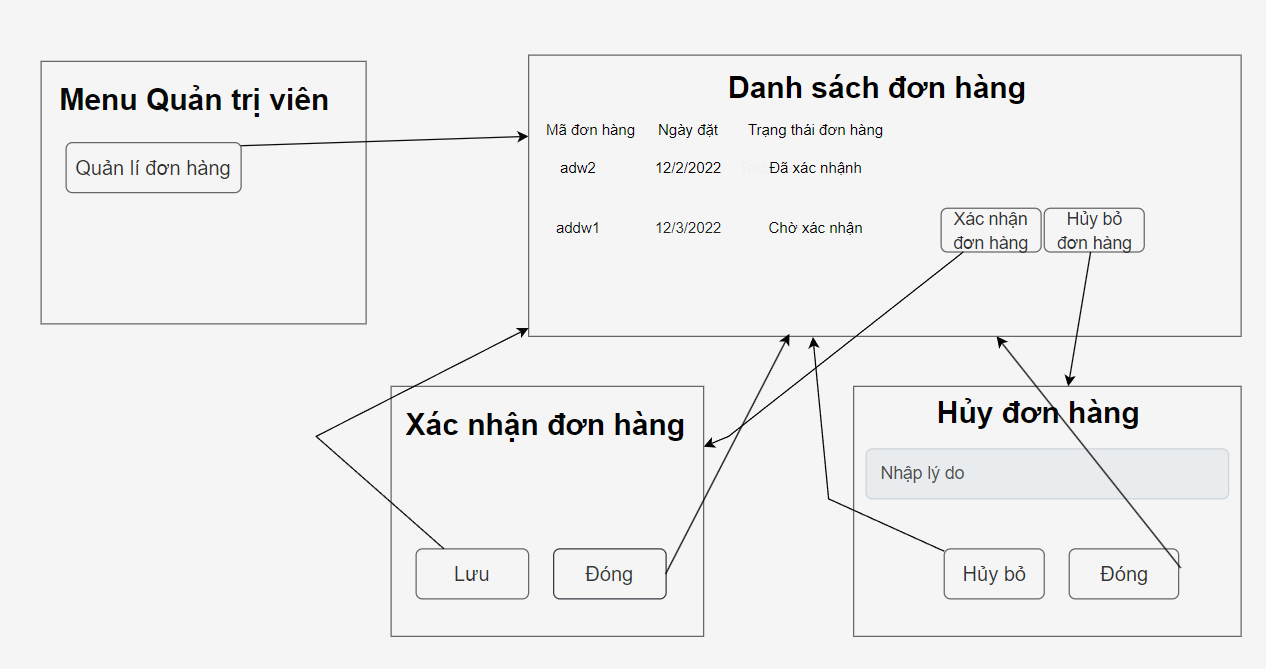 Menu Quản trị viên
Quản lí đơn hàng
Danh sách đơn hàng
Mã đơn hàng Ngày đặt Trạng thái đơn hàng
adw2 12/2/2022 Đã xác nhậnh
addw1 12/3/2022 Chờ xác nhận
Xác nhận
đơn hàng
Hủy bỏ
đơn hàng
Xác nhận đơn hàng
Lưu Đóng
Hủy đơn hàng
Nhập lý do
Hủy bỏ Đóng